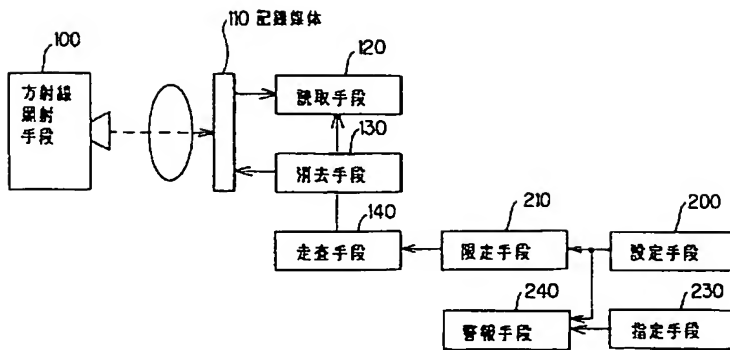 110 記録媒体
100
方射線
照射
手段
120
読取手段
130
消去手段
140
走査手段
210
限定手段
200
設定手段
240
警報手段
230
指定手段